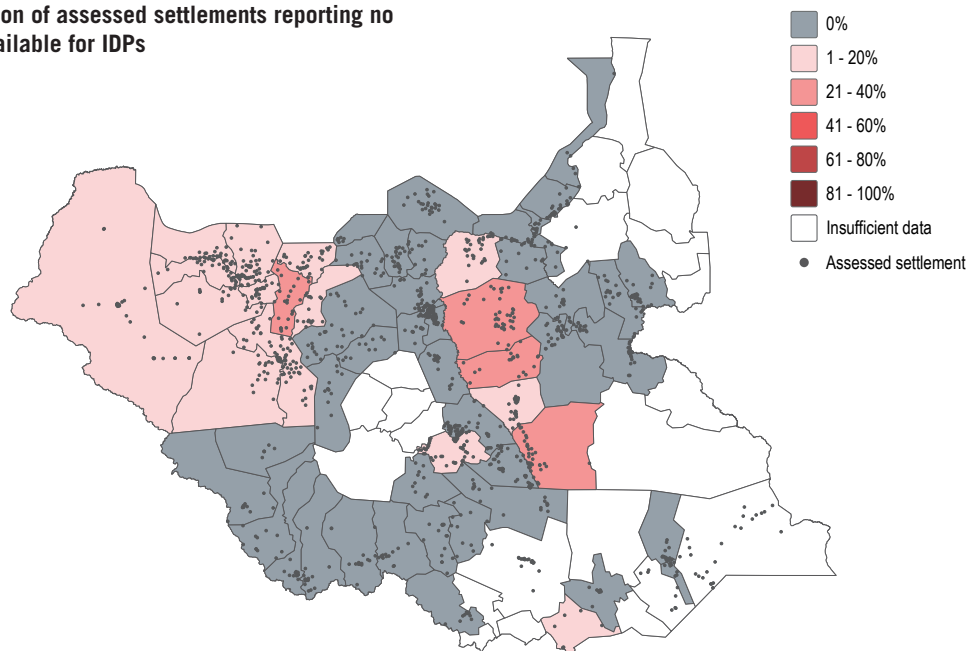 on of assessed settlements reporting no
ailable for IDPs
0%
1 - 20%
21 - 40%
41 - 60%
61 - 80%
81 - 100%
Insufficient data
Assessed settlement